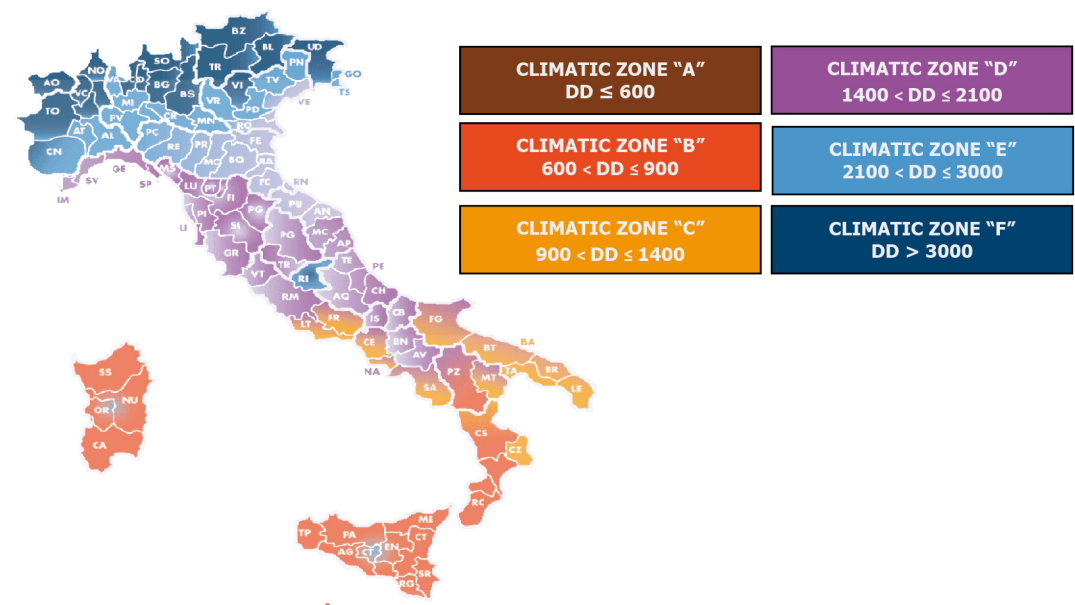 CLIMATIC ZONE “A”
DD ≤ 600
CLIMATIC ZONE “D”
1400 < DD ≤ 2100
CLIMATIC ZONE “B”
600 < DD ≤ 900
CLIMATIC ZONE “E”
2100 < DD ≤ 3000
CLIMATIC ZONE “C”
900 < DD ≤ 1400
CLIMATIC ZONE “F”
DD > 3000
BZ
BL
UD
SO
TR
PN
NO
GO
AO
BG
VI
TV
TS
VC
BS
VR
VE
TO
MI
PD
PV
CR
MN
RO
AT
AL
PC
CN
RE
PR
FE
MO
BO
RA
GE
MS
SV
SP
LU
PT
FC
RN
IM
FI
PU
PI
PG
AN
LI
SI
PG
MC
AP
GR
TR
TE
VT
RI
PE
RM
AQ
CH
IS
CB
LT
FR
FG
CE
BN
BT
BA
AV
NA
PZ
MT
TA
BR
SA
LE
SS
NU
OR
CA
CS
CZ
RC
ME
TP
PA
CT
AG
CT
EN
SR
RG